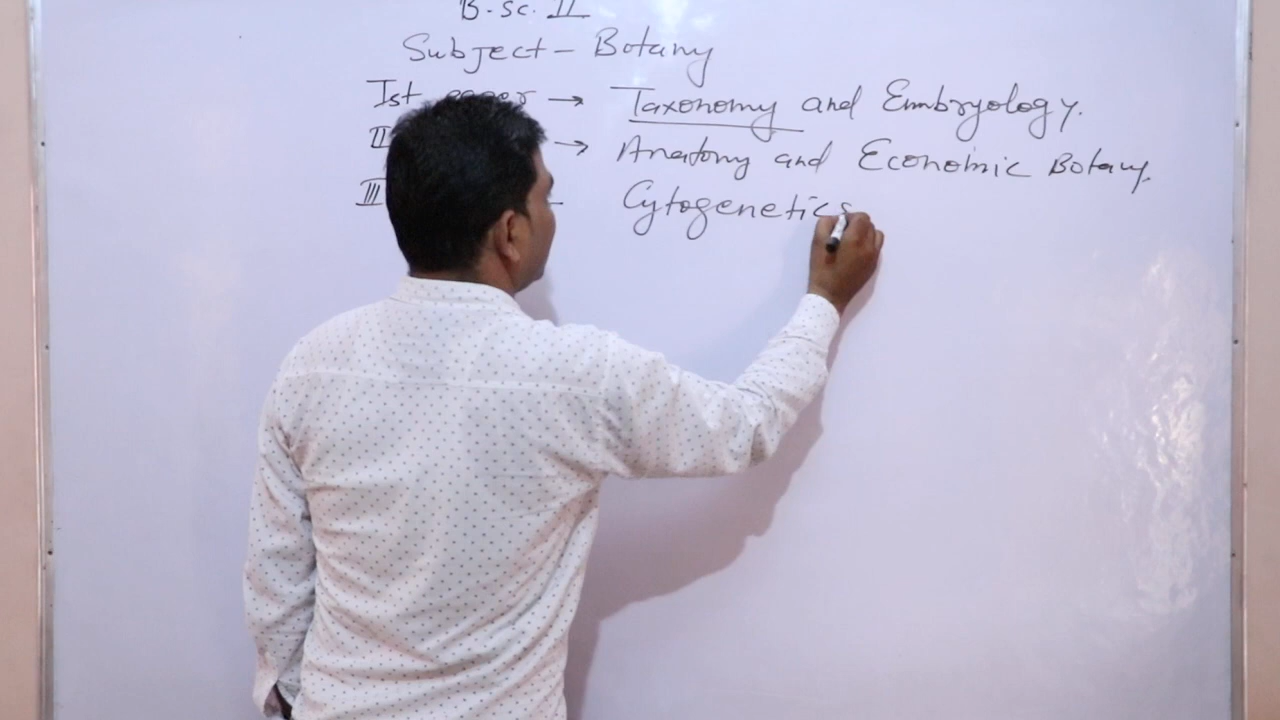 B.sc. II
Subject - Botany
Ist paper → Taxonomy and Embryology.
II → Anatomy and Economic Botany.
III Cytogenetics